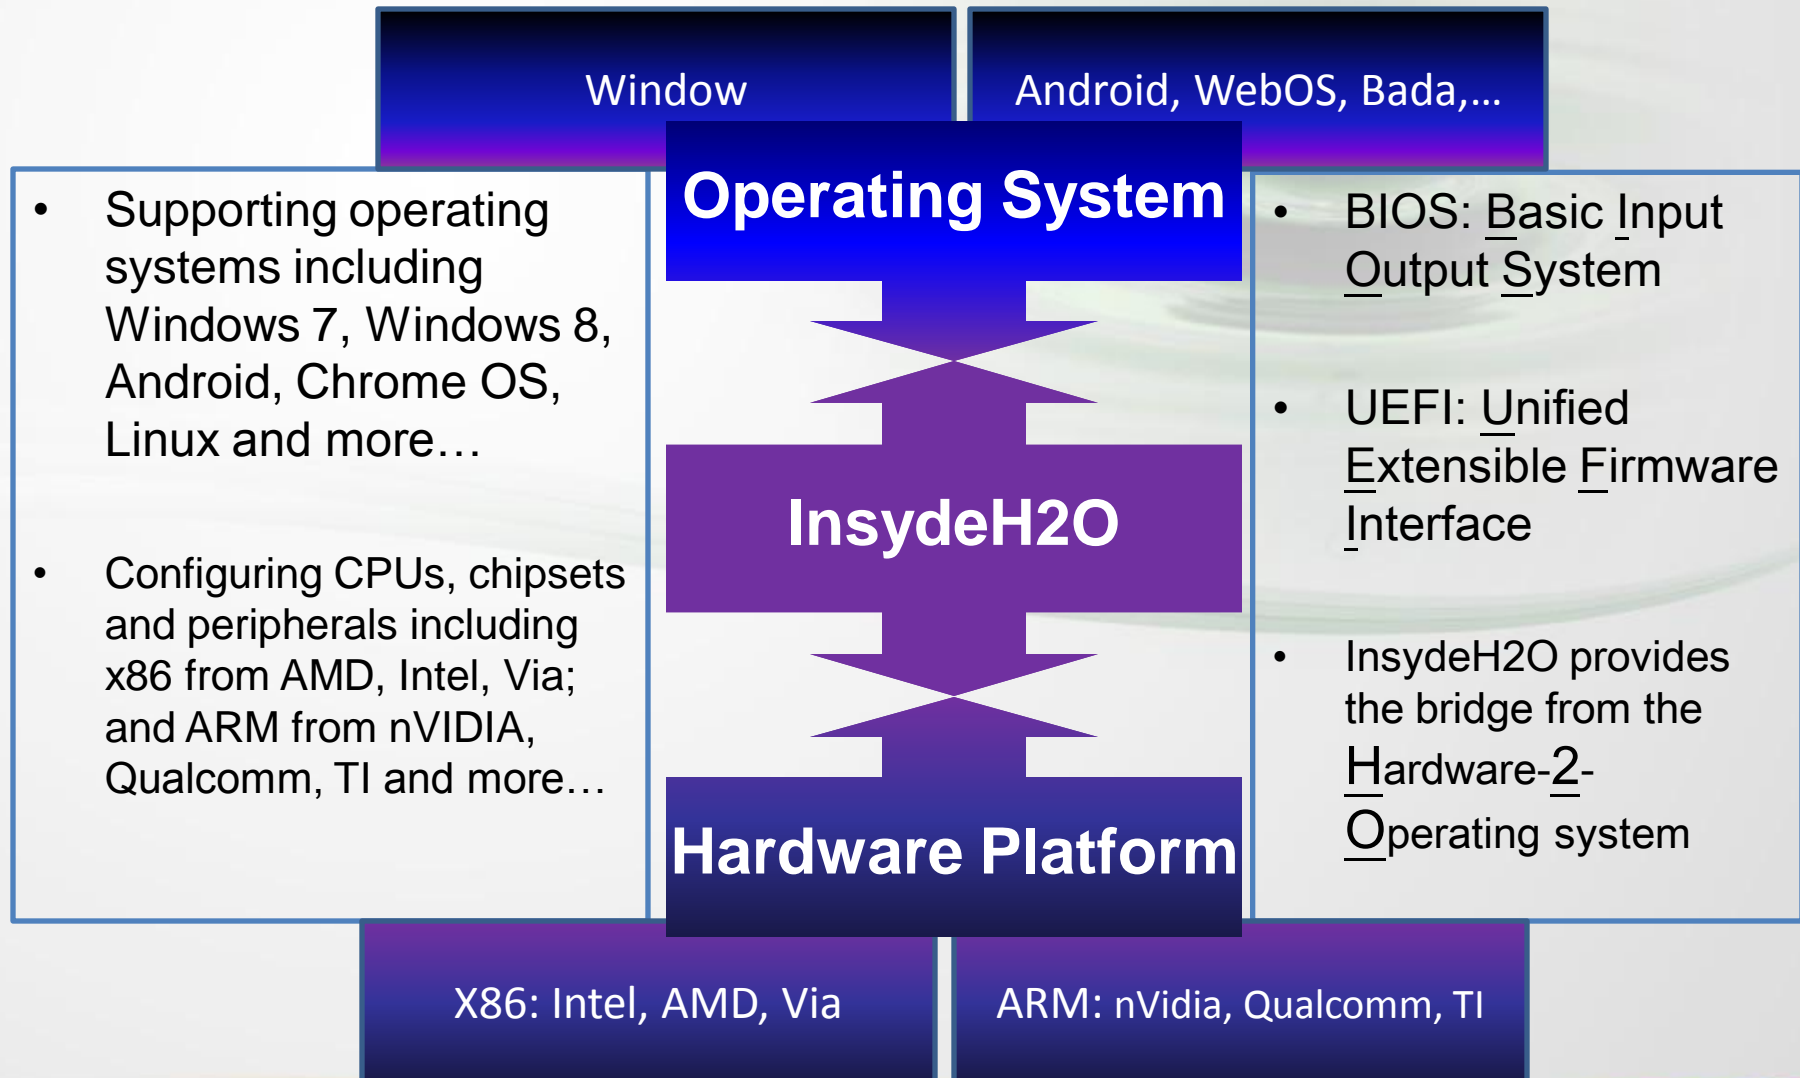 Window
Android, WebOS, Bada,…
Operating System
• Supporting operating
systems including
Windows 7, Windows 8,
Android, Chrome OS,
Linux and more…
• Configuring CPUs, chipsets
and peripherals including
x86 from AMD, Intel, Via;
and ARM from nVIDIA,
Qualcomm, TI and more…
InsydeH2O
Hardware Platform
• BIOS: Basic Input
Output System
• UEFI: Unified
Extensible Firmware
Interface
• InsydeH2O provides
the bridge from the
Hardware-2-
Operating system
X86: Intel, AMD, Via
ARM: nVidia, Qualcomm, TI